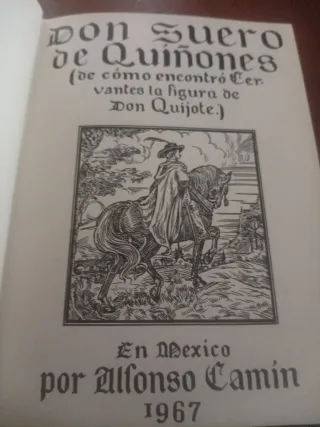 Don Suero
de Quiñones
(de cómo encontró Cer-
vantes la figura de
Don Quijote.)
En Mexico
por Alfonso Camín
1967